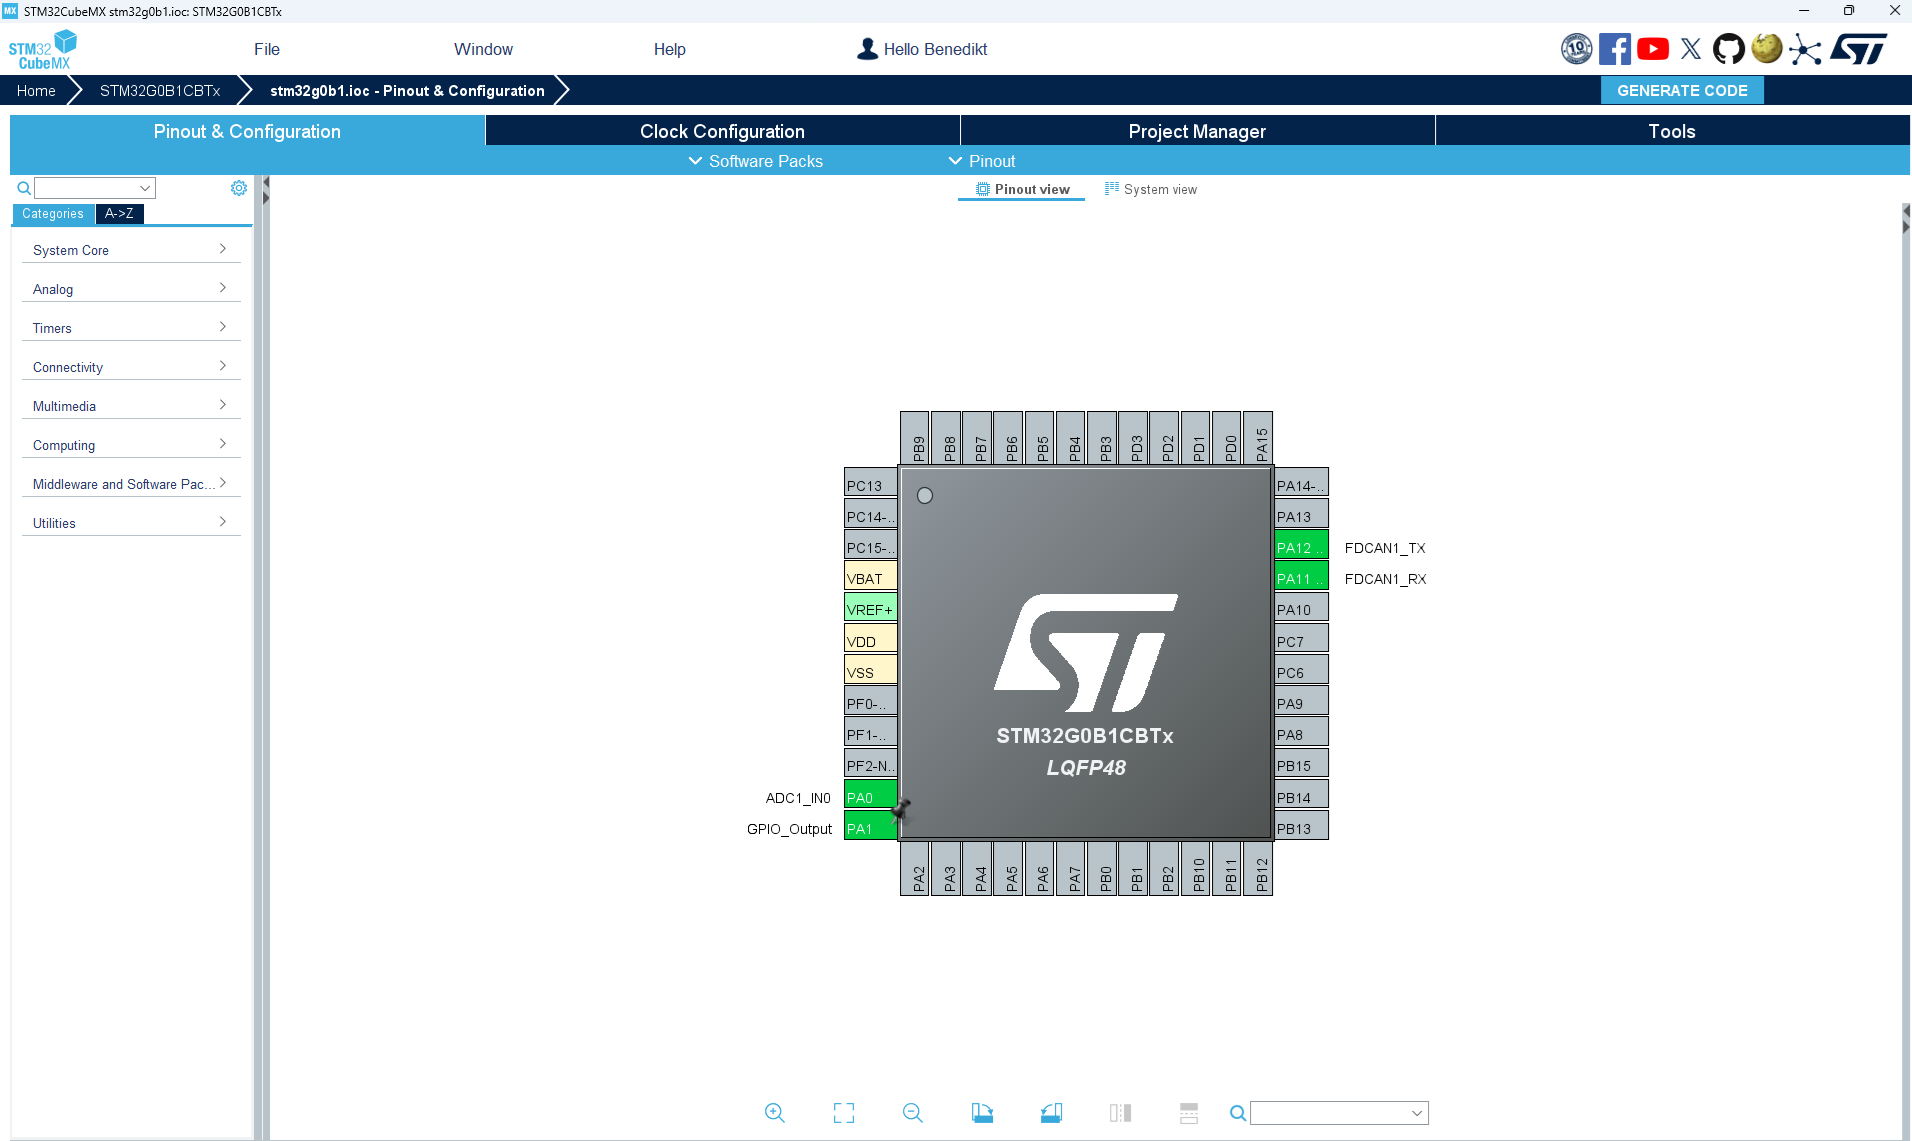 MX STM32CubeMX stm32g0b1.ioc: STM32G0B1CBTx
STM32
CubeMX
File
Window
Help
Hello Benedikt
10
ST
Home
STM32G0B1CBTx
stm32g0b1.ioc - Pinout & Configuration
GENERATE CODE
Pinout & Configuration
Clock Configuration
Project Manager
Tools
Software Packs
Pinout
Pinout view
System view
Categories
A->Z
System Core
Analog
Timers
Connectivity
Multimedia
Computing
Middleware and Software Pac...
Utilities
PB9
PB8
PB7
PB6
PB5
PB4
PB3
PD3
PD2
PD1
PD0
PA15
PC13
PC14-..
PC15-..
VBAT
VREF+
VDD
VSS
PF0-..
PF1-..
PF2-N..
ADC1_IN0
PA0
GPIO_Output
PA1
ST
STM32G0B1CBTx
LQFP48
PA14-..
PA13
PA12 ..
FDCAN1_TX
PA11 ..
FDCAN1_RX
PA10
PC7
PC6
PA9
PA8
PB15
PB14
PB13
PA2
PA3
PA4
PA5
PA6
PA7
PB0
PB1
PB2
PB10
PB11
PB12